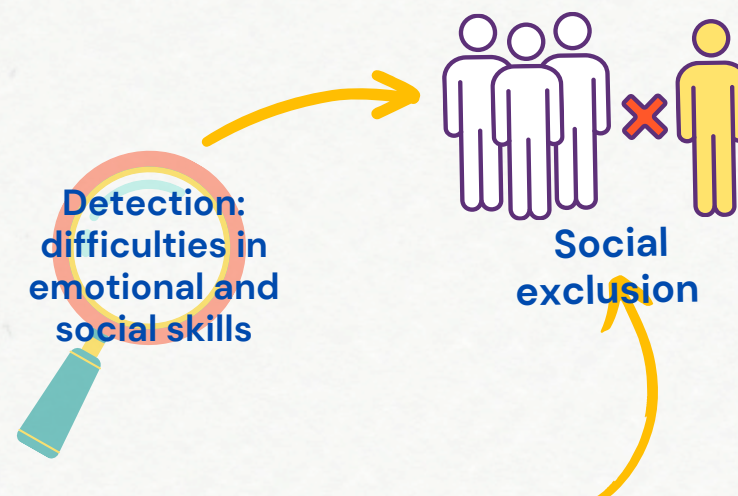 Detection:
difficulties in
emotional and
social skills
Social
exclusion